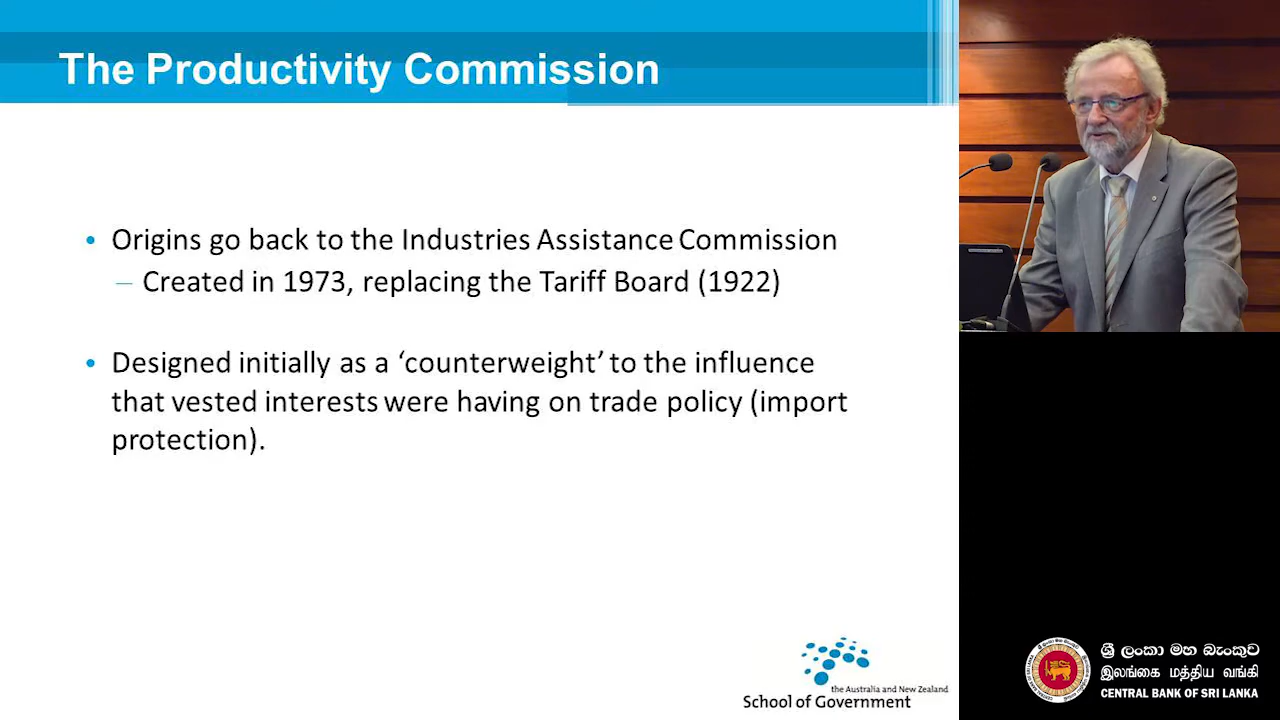 The Productivity Commission
• Origins go back to the Industries Assistance Commission
– Created in 1973, replacing the Tariff Board (1922)
• Designed initially as a ‘counterweight’ to the influence
that vested interests were having on trade policy (import
protection).
the Australia and New Zealand
School of Government
ශ්‍රී ලංකා මහ බැංකුව
இலங்கை மத்திய வங்கி
CENTRAL BANK OF SRI LANKA